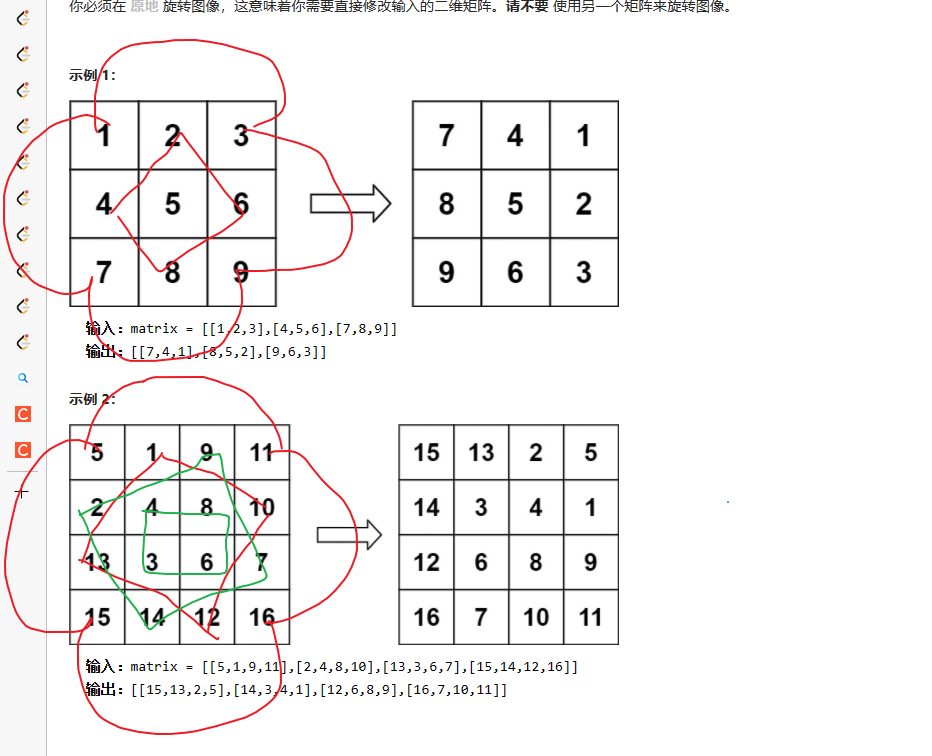 你必须在 原地 旋转图像，这意味着你需要直接修改输入的二维矩阵。请不要 使用另一个矩阵来旋转图像。
示例 1:
1 2 3 7 4 1
4 5 6 8 5 2
7 8 9 9 6 3
输入：matrix = [[1,2,3],[4,5,6],[7,8,9]]
输出：[[7,4,1],[8,5,2],[9,6,3]]
示例 2:
5 1 9 11 15 13 2 5
2 4 8 10 14 3 4 1
13 3 6 7 12 6 8 9
15 14 12 16 16 7 10 11
输入：matrix = [[5,1,9,11],[2,4,8,10],[13,3,6,7],[15,14,12,16]]
输出：[[15,13,2,5],[14,3,4,1],[12,6,8,9],[16,7,10,11]]
C
C